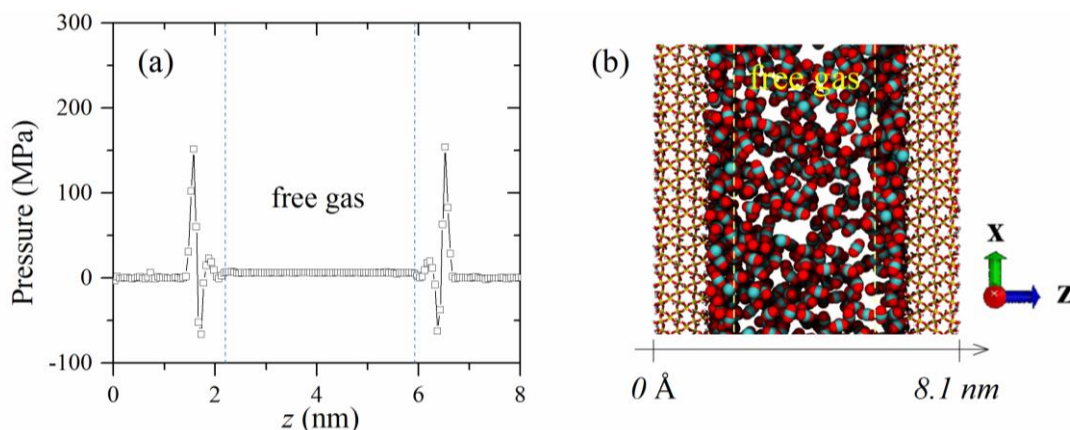 300
(a)
200
100
free gas
0
-100
0 2 4 6 8
Pressure (MPa)
z (nm)
(b)
free gas
x
z
0 Å
8.1 nm